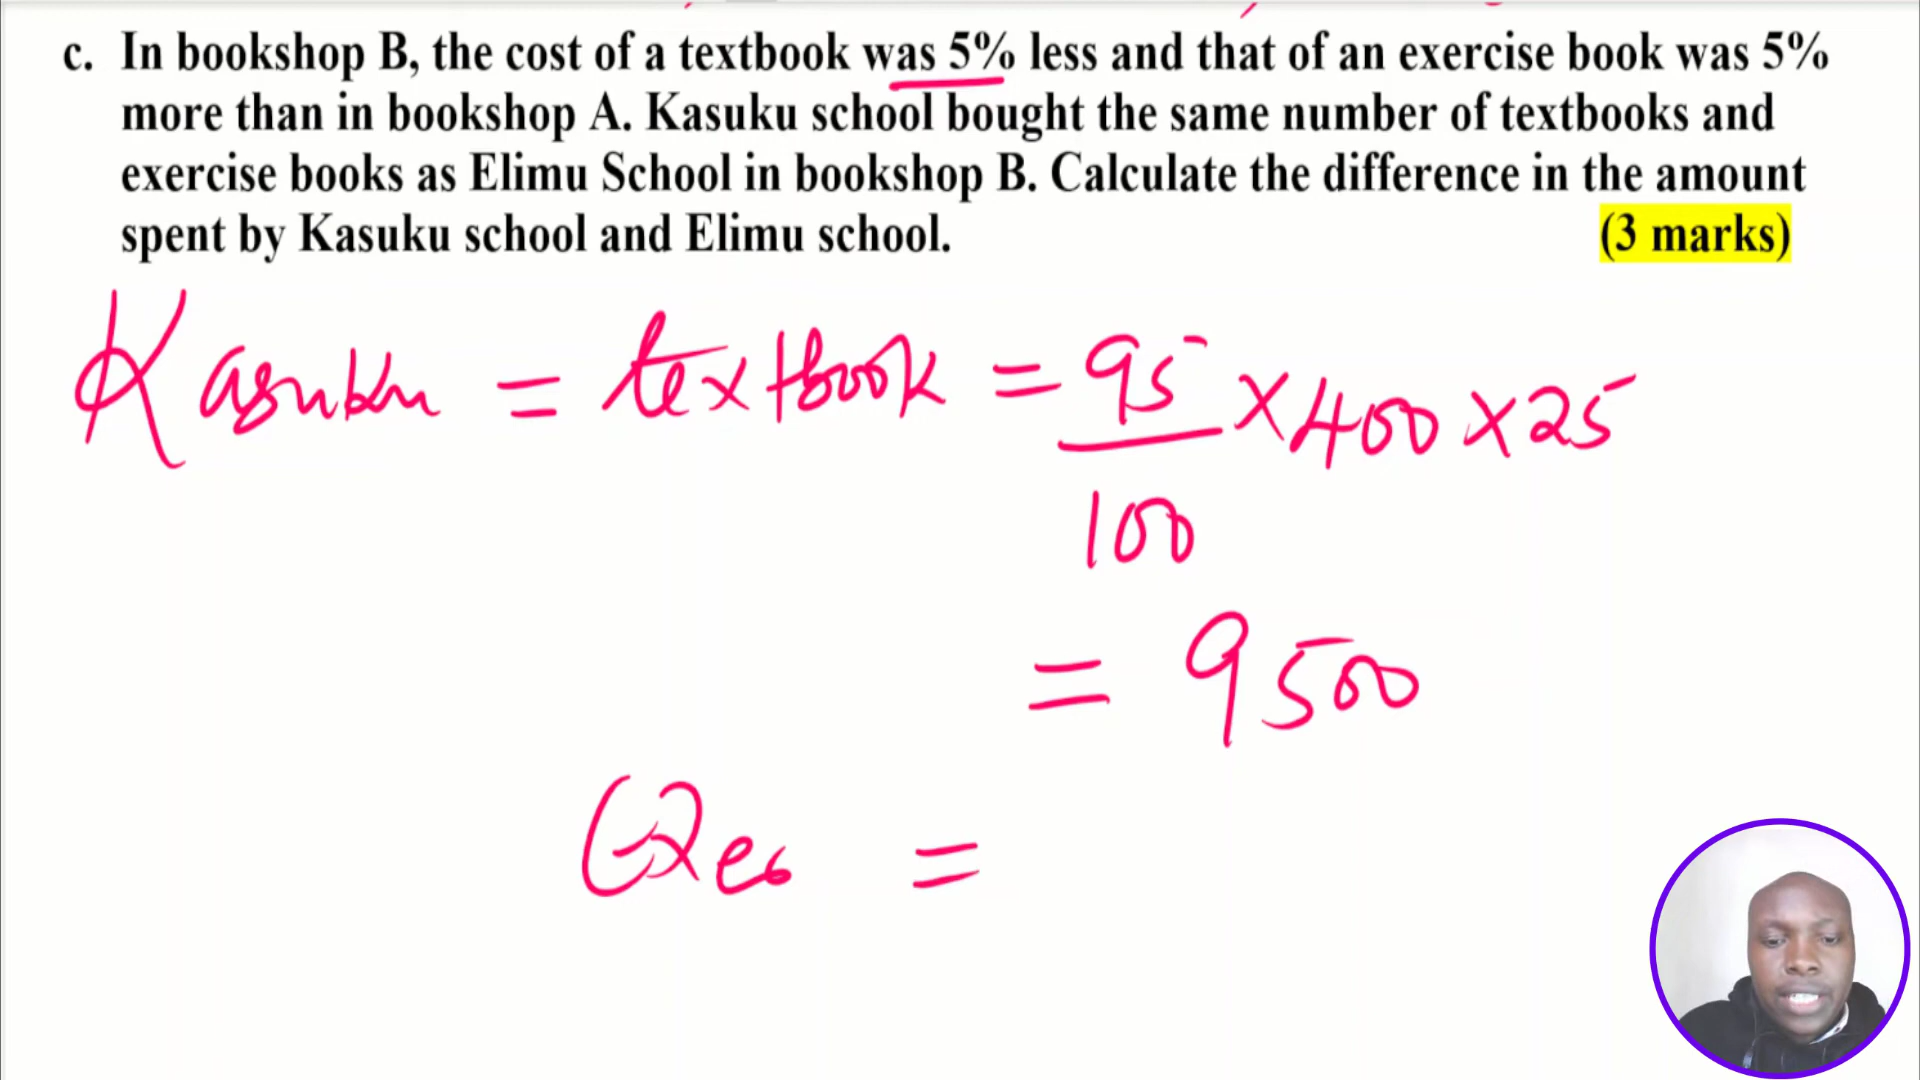 c. In bookshop B, the cost of a textbook was 5% less and that of an exercise book was 5%
more than in bookshop A. Kasuku school bought the same number of textbooks and
exercise books as Elimu School in bookshop B. Calculate the difference in the amount
spent by Kasuku school and Elimu school. (3 marks)
Kasuku = textbook = 95/100 × 400 × 25
= 9500
=